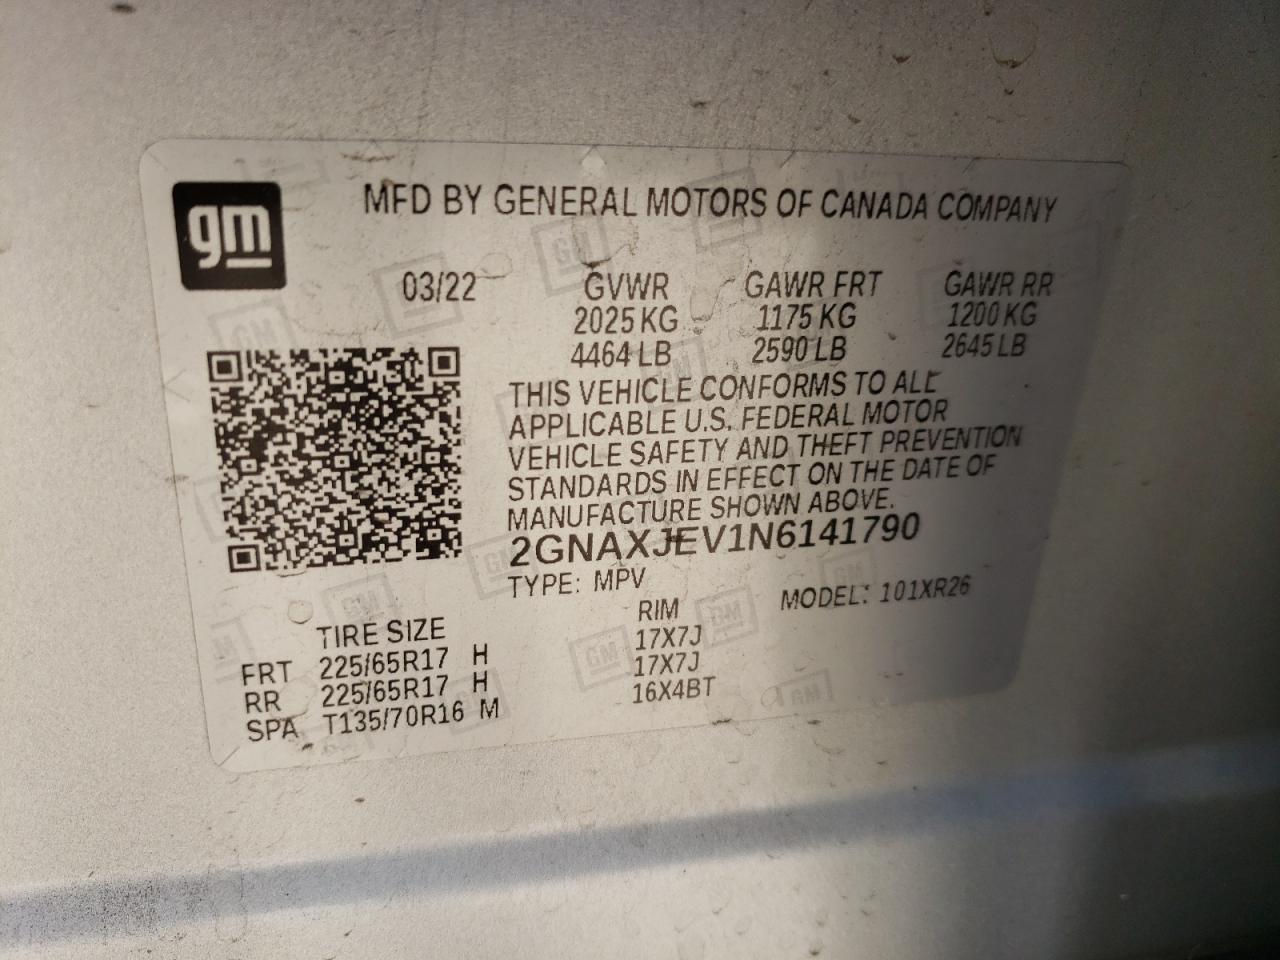 gm
MFD BY GENERAL MOTORS OF CANADA COMPANY
03/22 GVWR GAWR FRT GAWR RR
2025 KG 1175 KG 1200 KG
4464 LB 2590 LB 2645 LB
THIS VEHICLE CONFORMS TO ALL
APPLICABLE U.S. FEDERAL MOTOR
VEHICLE SAFETY AND THEFT PREVENTION
STANDARDS IN EFFECT ON THE DATE OF
MANUFACTURE SHOWN ABOVE.
2GNAXJEV1N6141790
TYPE: MPV MODEL: 101XR26
TIRE SIZE RIM
FRT 225/65R17 H 17X7J
RR 225/65R17 H 17X7J
SPA T135/70R16 M 16X4BT